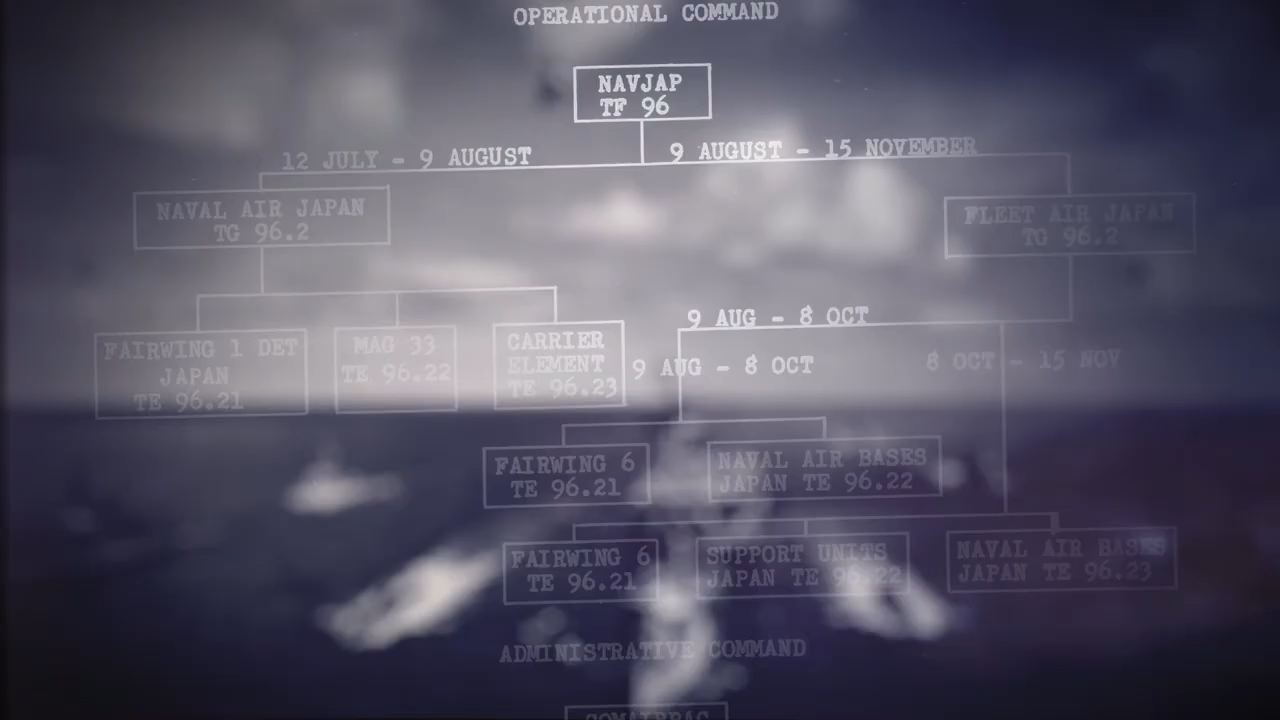 OPERATIONAL COMMAND
NAVJAP
TF 96
12 JULY - 9 AUGUST
9 AUGUST - 15 NOVEMBER
NAVAL AIR JAPAN
TG 96.2
FLEET AIR JAPAN
TG 96.2
FAIRWING 1 DET
JAPAN
TE 96.21
MAG 33
TE 96.22
CARRIER
ELEMENT
TE 96.23
9 AUG - 8 OCT
9 AUG - 8 OCT
8 OCT - 15 NOV
FAIRWING 6
TE 96.21
NAVAL AIR BASES
JAPAN TE 96.22
FAIRWING 6
TE 96.21
SUPPORT UNITS
JAPAN TE 96.22
NAVAL AIR BASES
JAPAN TE 96.23
ADMINISTRATIVE COMMAND